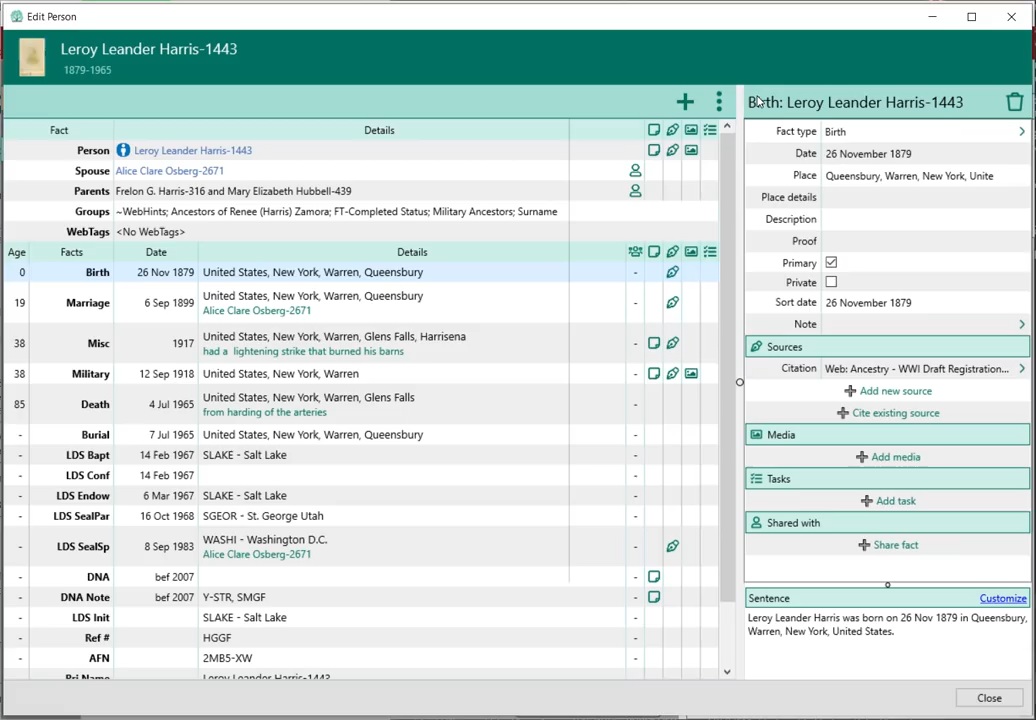 Edit Person
Leroy Leander Harris-1443
1879-1965
Birth: Leroy Leander Harris-1443
Fact Details
Person Leroy Leander Harris-1443
Spouse Alice Clare Osberg-2671
Parents Frelon G. Harris-316 and Mary Elizabeth Hubbell-439
Groups ~WebHints; Ancestors of Renee (Harris) Zamora; FT-Completed Status; Military Ancestors; Surname
WebTags <No WebTags>
Age Facts Date Details
0 Birth 26 Nov 1879 United States, New York, Warren, Queensbury -
19 Marriage 6 Sep 1899 United States, New York, Warren, Queensbury -
Alice Clare Osberg-2671
38 Misc 1917 United States, New York, Warren, Glens Falls, Harrisena -
had a lightening strike that burned his barns
38 Military 12 Sep 1918 United States, New York, Warren -
85 Death 4 Jul 1965 United States, New York, Warren, Glens Falls -
from harding of the arteries
- Burial 7 Jul 1965 United States, New York, Warren, Queensbury -
- LDS Bapt 14 Feb 1967 SLAKE - Salt Lake -
- LDS Conf 14 Feb 1967 -
- LDS Endow 6 Mar 1967 SLAKE - Salt Lake -
- LDS SealPar 16 Oct 1968 SGEOR - St. George Utah -
- LDS SealSp 8 Sep 1983 WASHI - Washington D.C. -
Alice Clare Osberg-2671
- DNA bef 2007 -
- DNA Note bef 2007 Y-STR, SMGF -
- LDS Init SLAKE - Salt Lake -
- Ref # HGGF -
- AFN 2MB5-XW -
Pri Name Leroy Leander Harris-1443
Fact type Birth
Date 26 November 1879
Place Queensbury, Warren, New York, Unite
Place details
Description
Proof
Primary
Private
Sort date 26 November 1879
Note
Sources
Citation Web: Ancestry - WWI Draft Registration...
Add new source
Cite existing source
Media
Add media
Tasks
Add task
Shared with
Share fact
Sentence Customize
Leroy Leander Harris was born on 26 Nov 1879 in Queensbury,
Warren, New York, United States.
Close